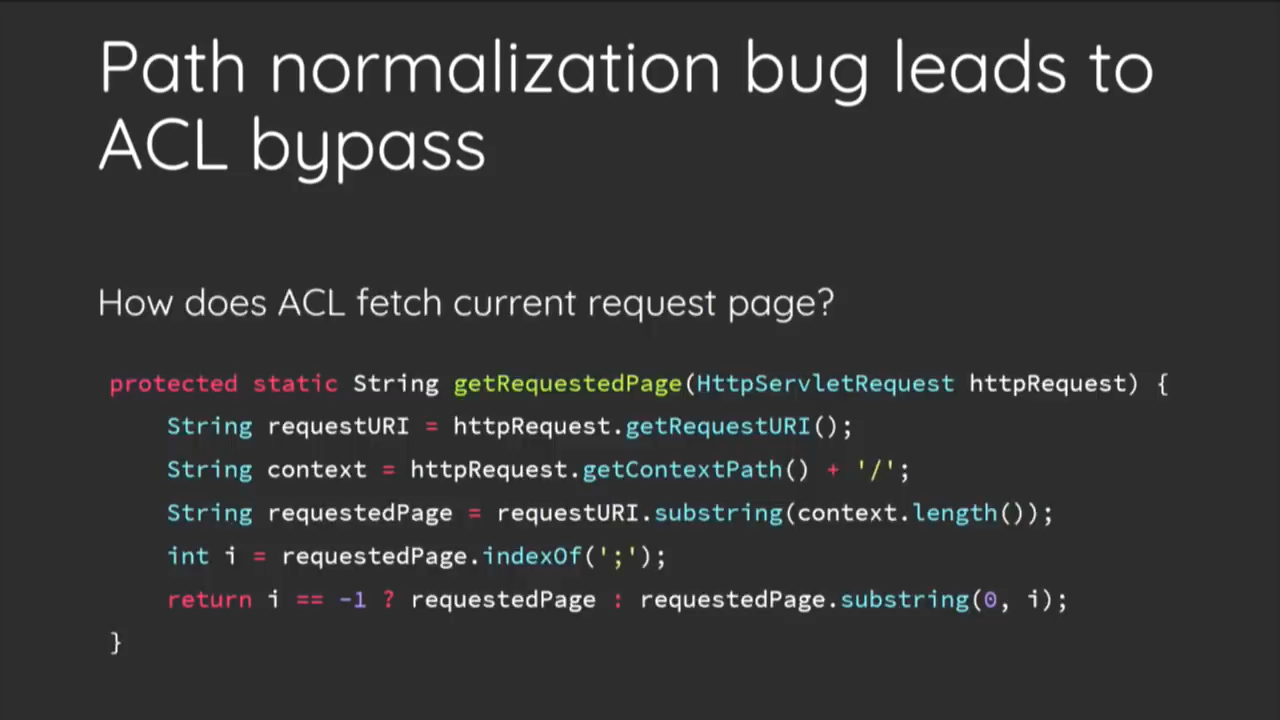 Path normalization bug leads to
ACL bypass
How does ACL fetch current request page?
protected static String getRequestedPage(HttpServletRequest httpRequest) {
    String requestURI = httpRequest.getRequestURI();
    String context = httpRequest.getContextPath() + '/';
    String requestedPage = requestURI.substring(context.length());
    int i = requestedPage.indexOf(';');
    return i == -1 ? requestedPage : requestedPage.substring(0, i);
}